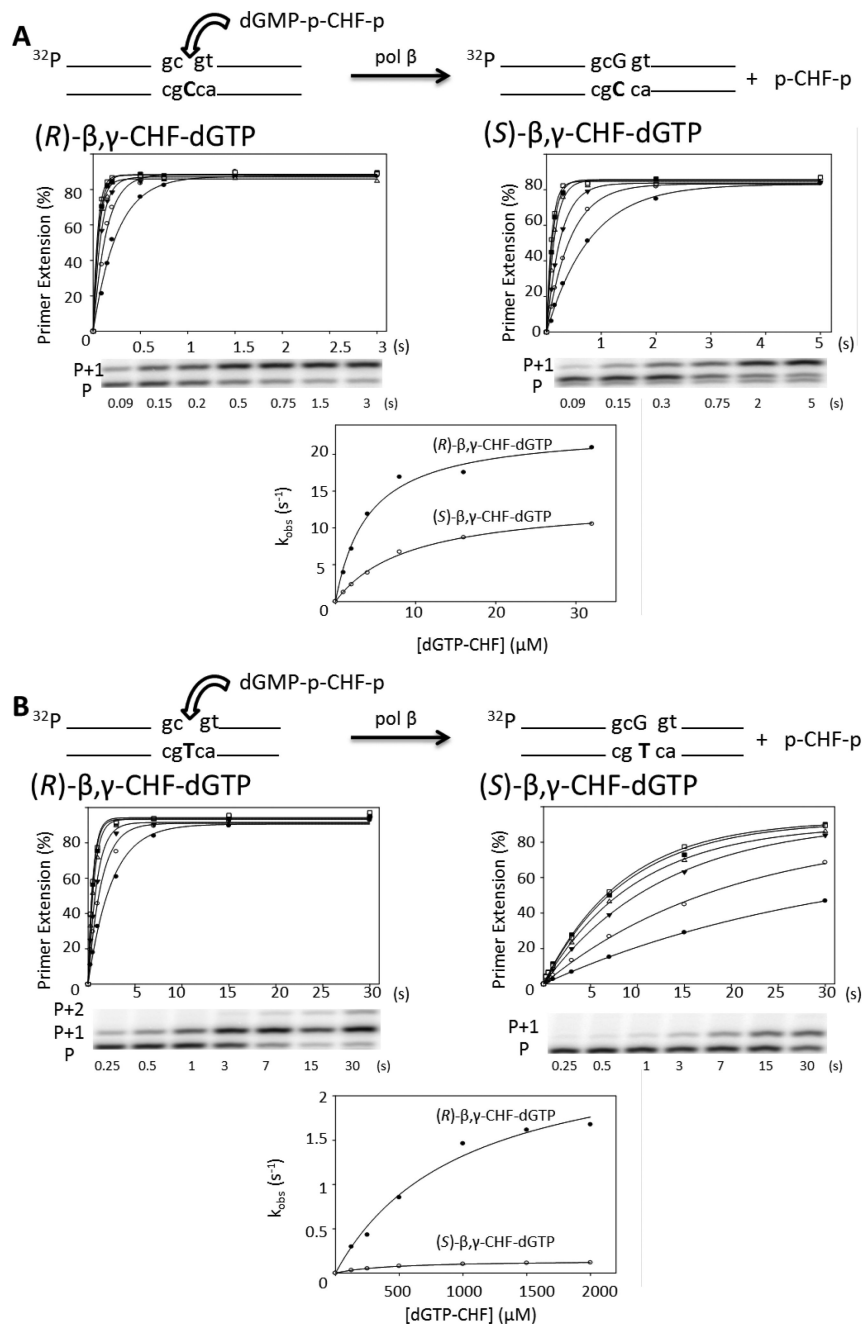 A
dGMP-p-CHF-p
³²P gc gt
cgCca
pol β
³²P gcG gt
cgC ca
+ p-CHF-p
(R)-β,γ-CHF-dGTP
Primer Extension (%)
80
60
40
20
0
0.5 1 1.5 2 2.5 3 (s)
P+1
P
0.09 0.15 0.2 0.5 0.75 1.5 3 (s)
(S)-β,γ-CHF-dGTP
Primer Extension (%)
80
60
40
20
0
1 2 3 4 5 (s)
P+1
P
0.09 0.15 0.3 0.75 2 5 (s)
k_obs (s⁻¹)
20
15
10
5
0
(R)-β,γ-CHF-dGTP
(S)-β,γ-CHF-dGTP
10 20 30
[dGTP-CHF] (μM)
B
dGMP-p-CHF-p
³²P gc gt
cgTca
pol β
³²P gcG gt
cg T ca
+ p-CHF-p
(R)-β,γ-CHF-dGTP
Primer Extension (%)
80
60
40
20
0
5 10 15 20 25 30 (s)
P+2
P+1
P
0.25 0.5 1 3 7 15 30 (s)
(S)-β,γ-CHF-dGTP
Primer Extension (%)
80
60
40
20
0
5 10 15 20 25 30 (s)
P+1
P
0.25 0.5 1 3 7 15 30 (s)
k_obs (s⁻¹)
2
1.5
1
0.5
0
(R)-β,γ-CHF-dGTP
(S)-β,γ-CHF-dGTP
500 1000 1500 2000
[dGTP-CHF] (μM)